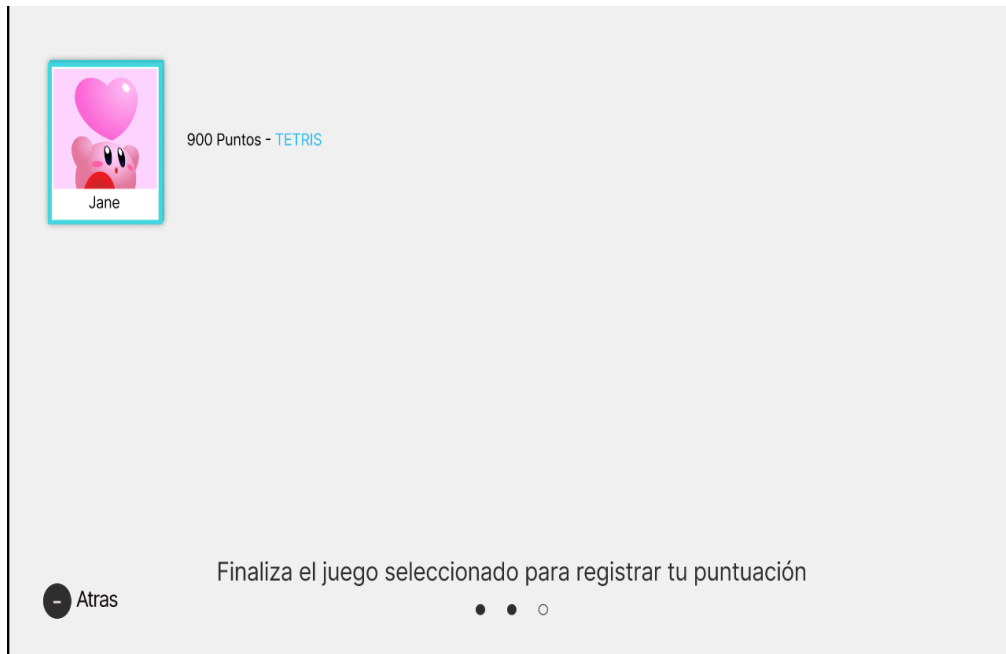 900 Puntos - TETRIS
Jane
Finaliza el juego seleccionado para registrar tu puntuación
- Atras